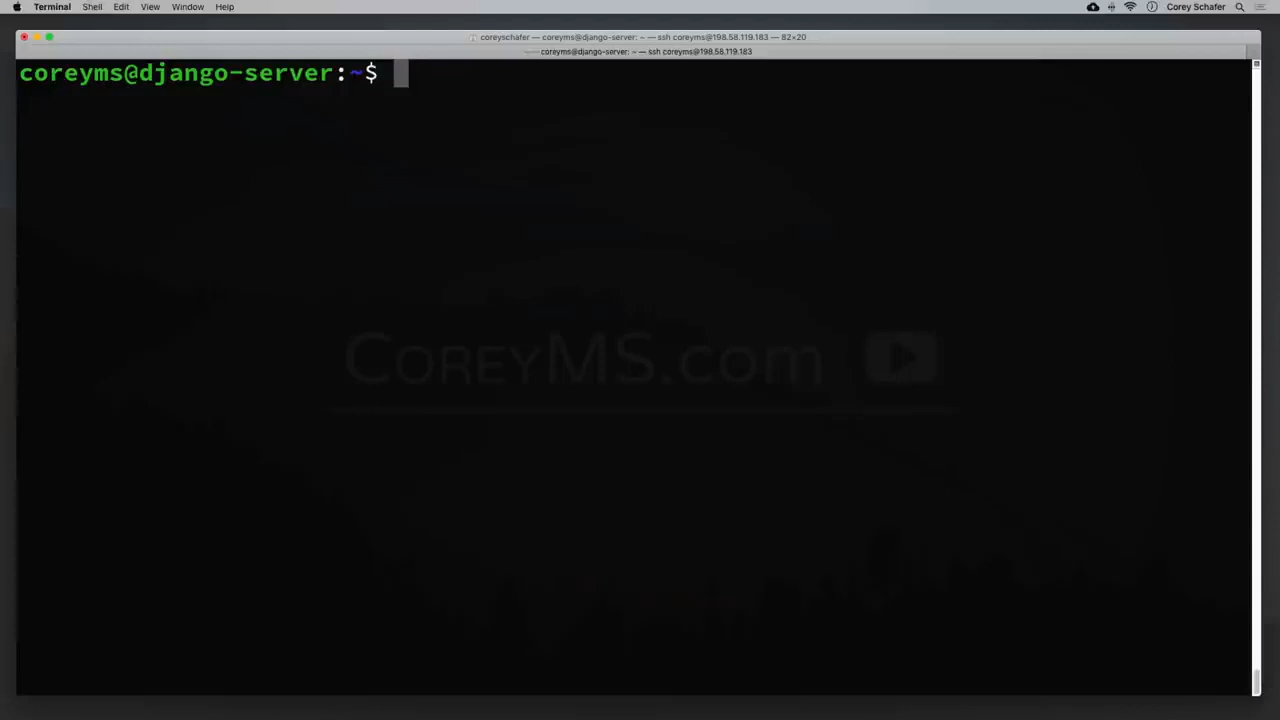 Terminal Shell Edit View Window Help Corey Schafer
coreyschafer — coreyms@django-server: ~ — ssh coreyms@198.58.119.183 — 82×20
coreyms@django-server: ~ — ssh coreyms@198.58.119.183
coreyms@django-server:~$
CoreyMS.com